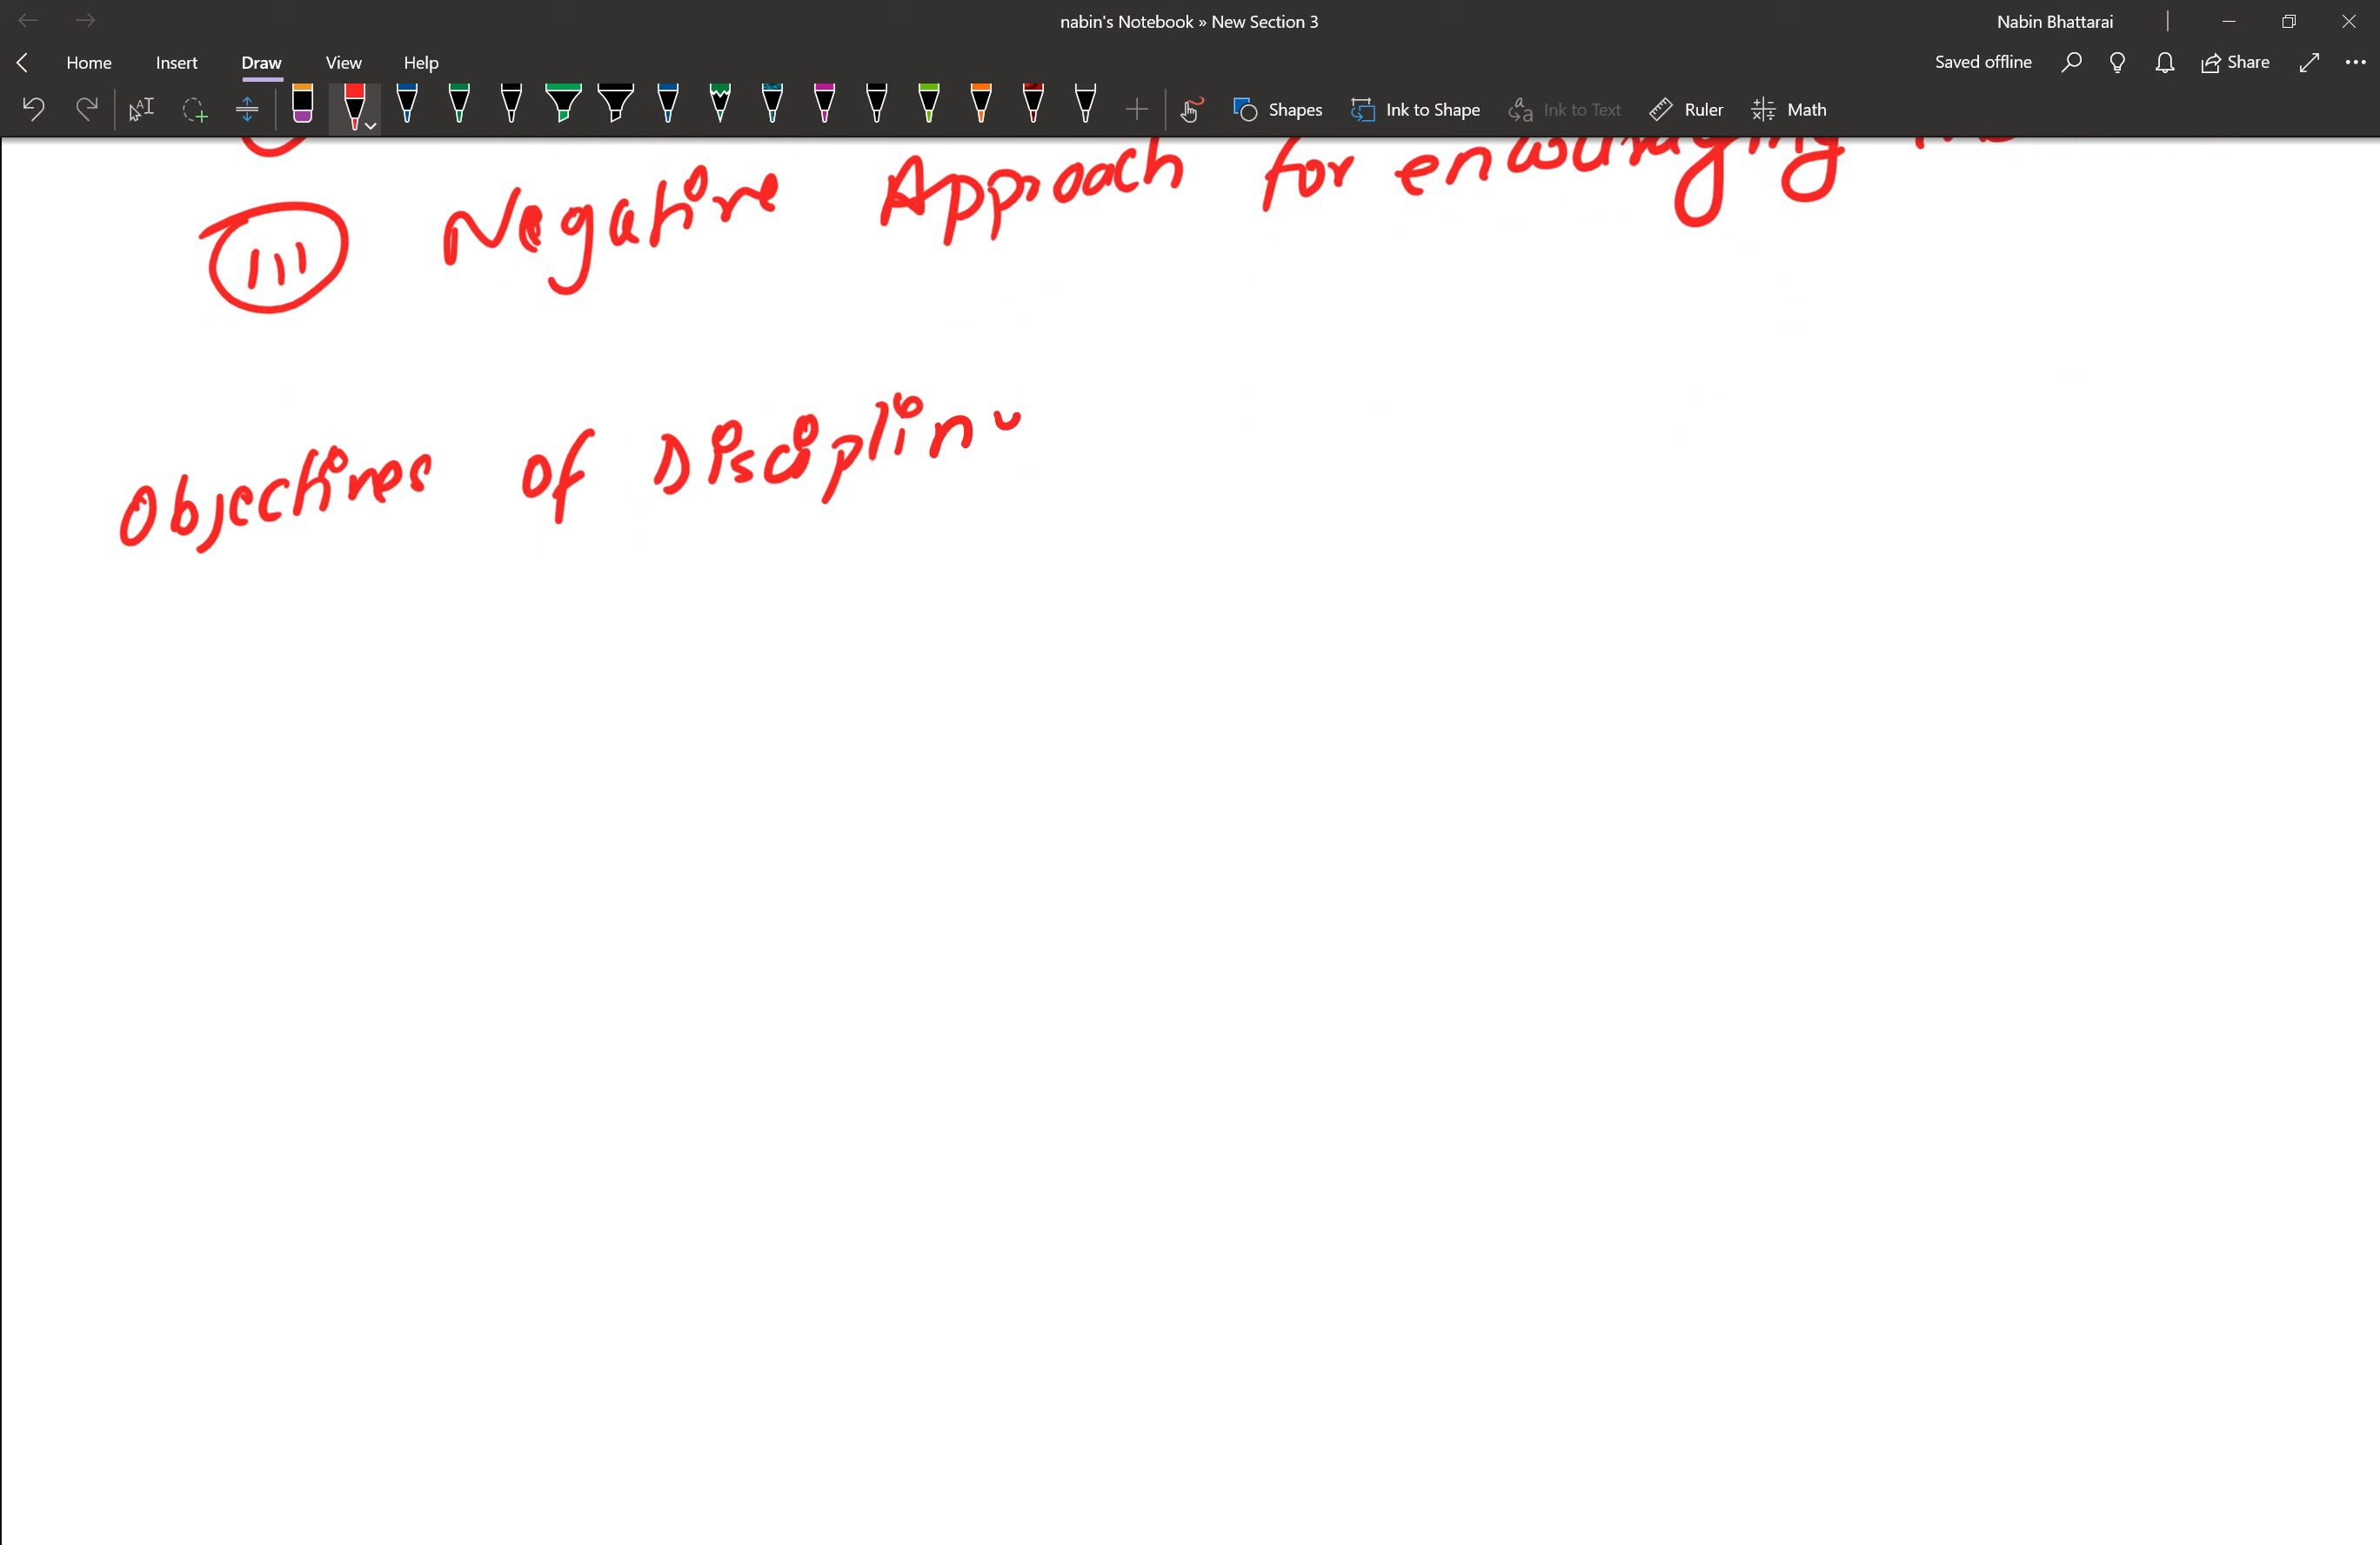 nabin's Notebook » New Section 3
Nabin Bhattarai
Home Insert Draw View Help
Saved offline
Share
Shapes Ink to Shape Ink to Text Ruler Math
III Negative Approach for encouraging
Objectives of Disciplin